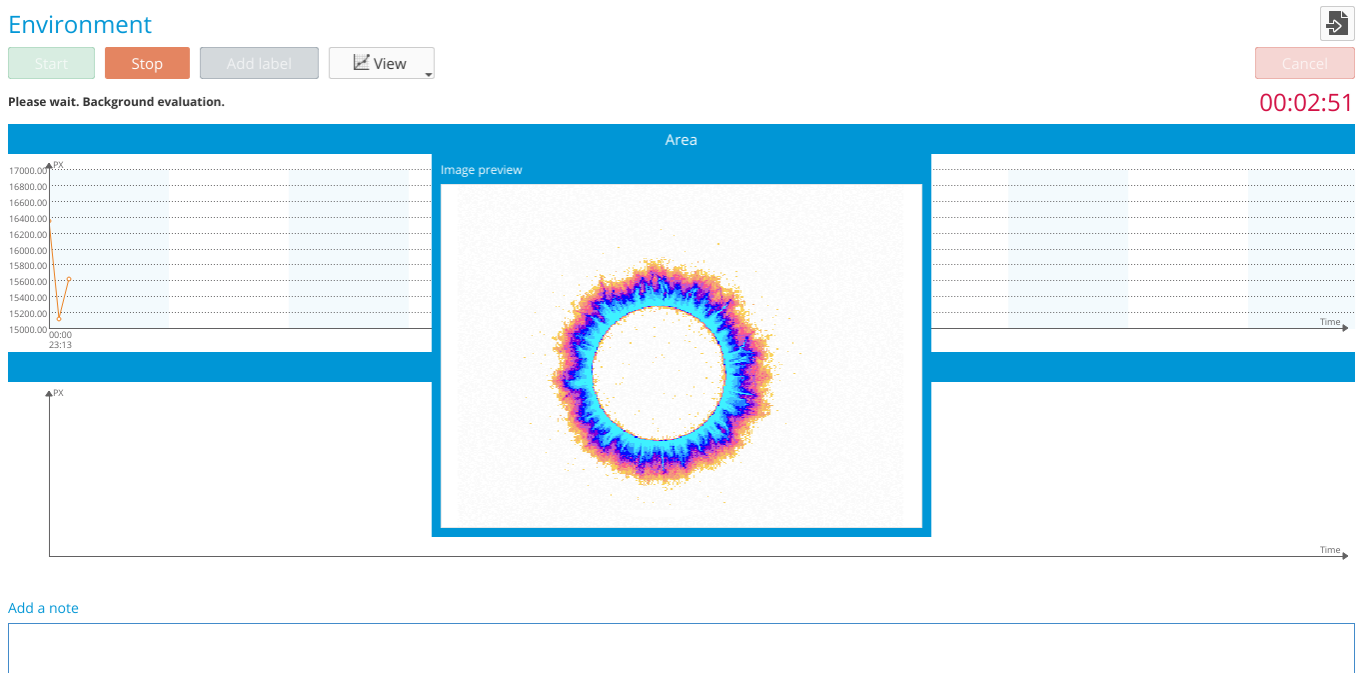 Environment
Start
Stop
Add label
View
Cancel
Please wait. Background evaluation.
00:02:51
Area
Image preview
PX
17000.00
16800.00
16600.00
16400.00
16200.00
16000.00
15800.00
15600.00
15400.00
15200.00
15000.00
00:00
23:13
Time
PX
Time
Add a note